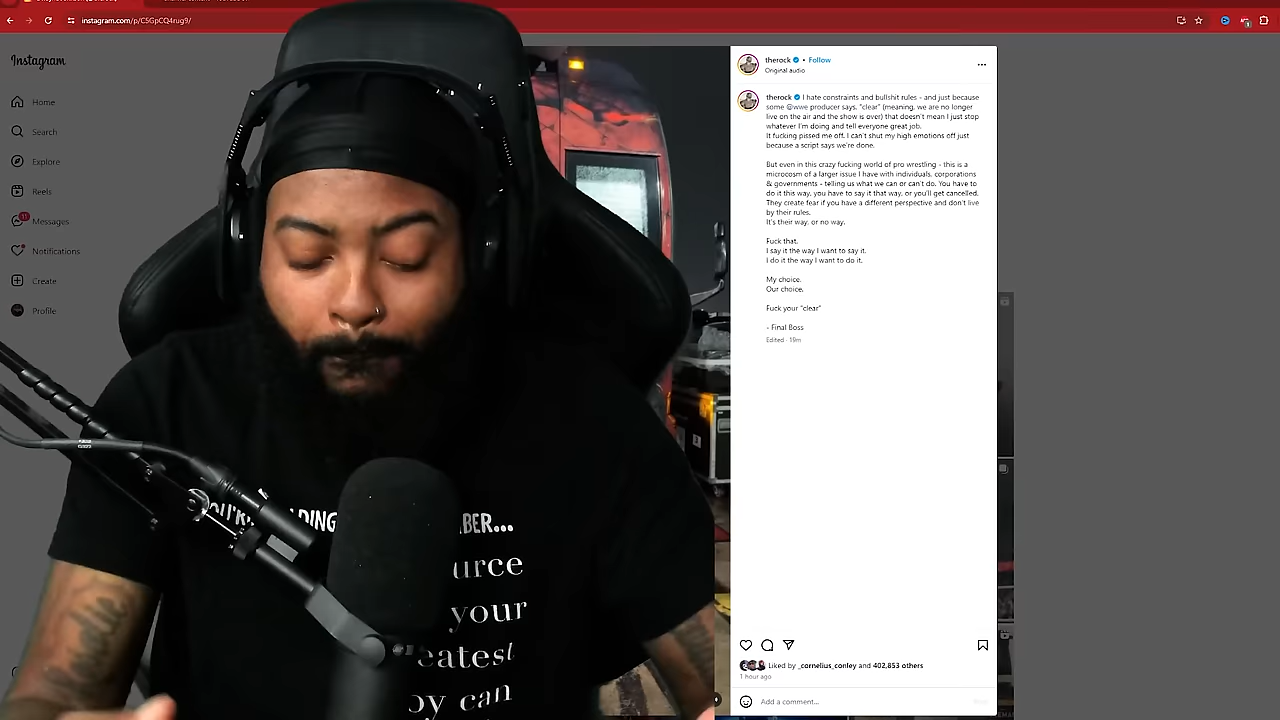 instagram.com/p/C5GpCQ4rug9/
Instagram
Home
Search
Explore
Reels
11
Messages
Notifications
Create
Profile
therock • Follow
Original audio
therock I hate constraints and bullshit rules - and just because
some @wwe producer says, "clear" (meaning, we are no longer
live on the air and the show is over) that doesn't mean I just stop
whatever I'm doing and tell everyone great job.
It fucking pissed me off. I can't shut my high emotions off just
because a script says we're done.
But even in this crazy fucking world of pro wrestling - this is a
microcosm of a larger issue I have with individuals, corporations
& governments - telling us what we can or can't do. You have to
do it this way, you have to say it that way, or you'll get cancelled.
They create fear if you have a different perspective and don't live
by their rules.
It's their way, or no way.
Fuck that.
I say it the way I want to say it.
I do it the way I want to do it.
My choice.
Our choice.
Fuck your "clear"
- Final Boss
Edited · 19m
Liked by _cornelius_conley and 402,853 others
1 hour ago
Add a comment...
BER...
urce
your
eatest
oy can